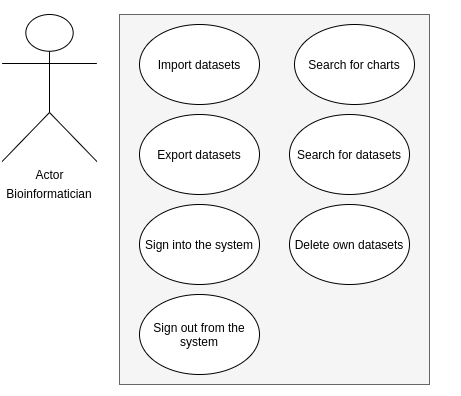 Import datasets
Search for charts
Export datasets
Search for datasets
Actor
Bioinformatician
Sign into the system
Delete own datasets
Sign out from the
system